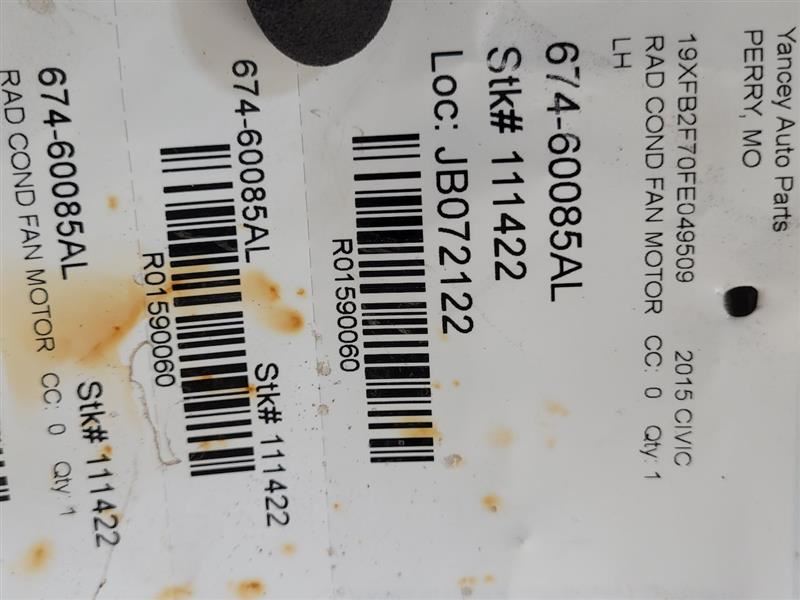 Yancey Auto Parts
PERRY, MO
19XFB2F70FE049509 2015 CIVIC
RAD COND FAN MOTOR CC: 0 Qty: 1
LH
674-60085AL
Stk# 111422
Loc: JB072122
R01590060
674-60085AL Stk# 111422
R01590060
674-60085AL Stk# 111422
RAD COND FAN MOTOR CC: 0 Qty: 1